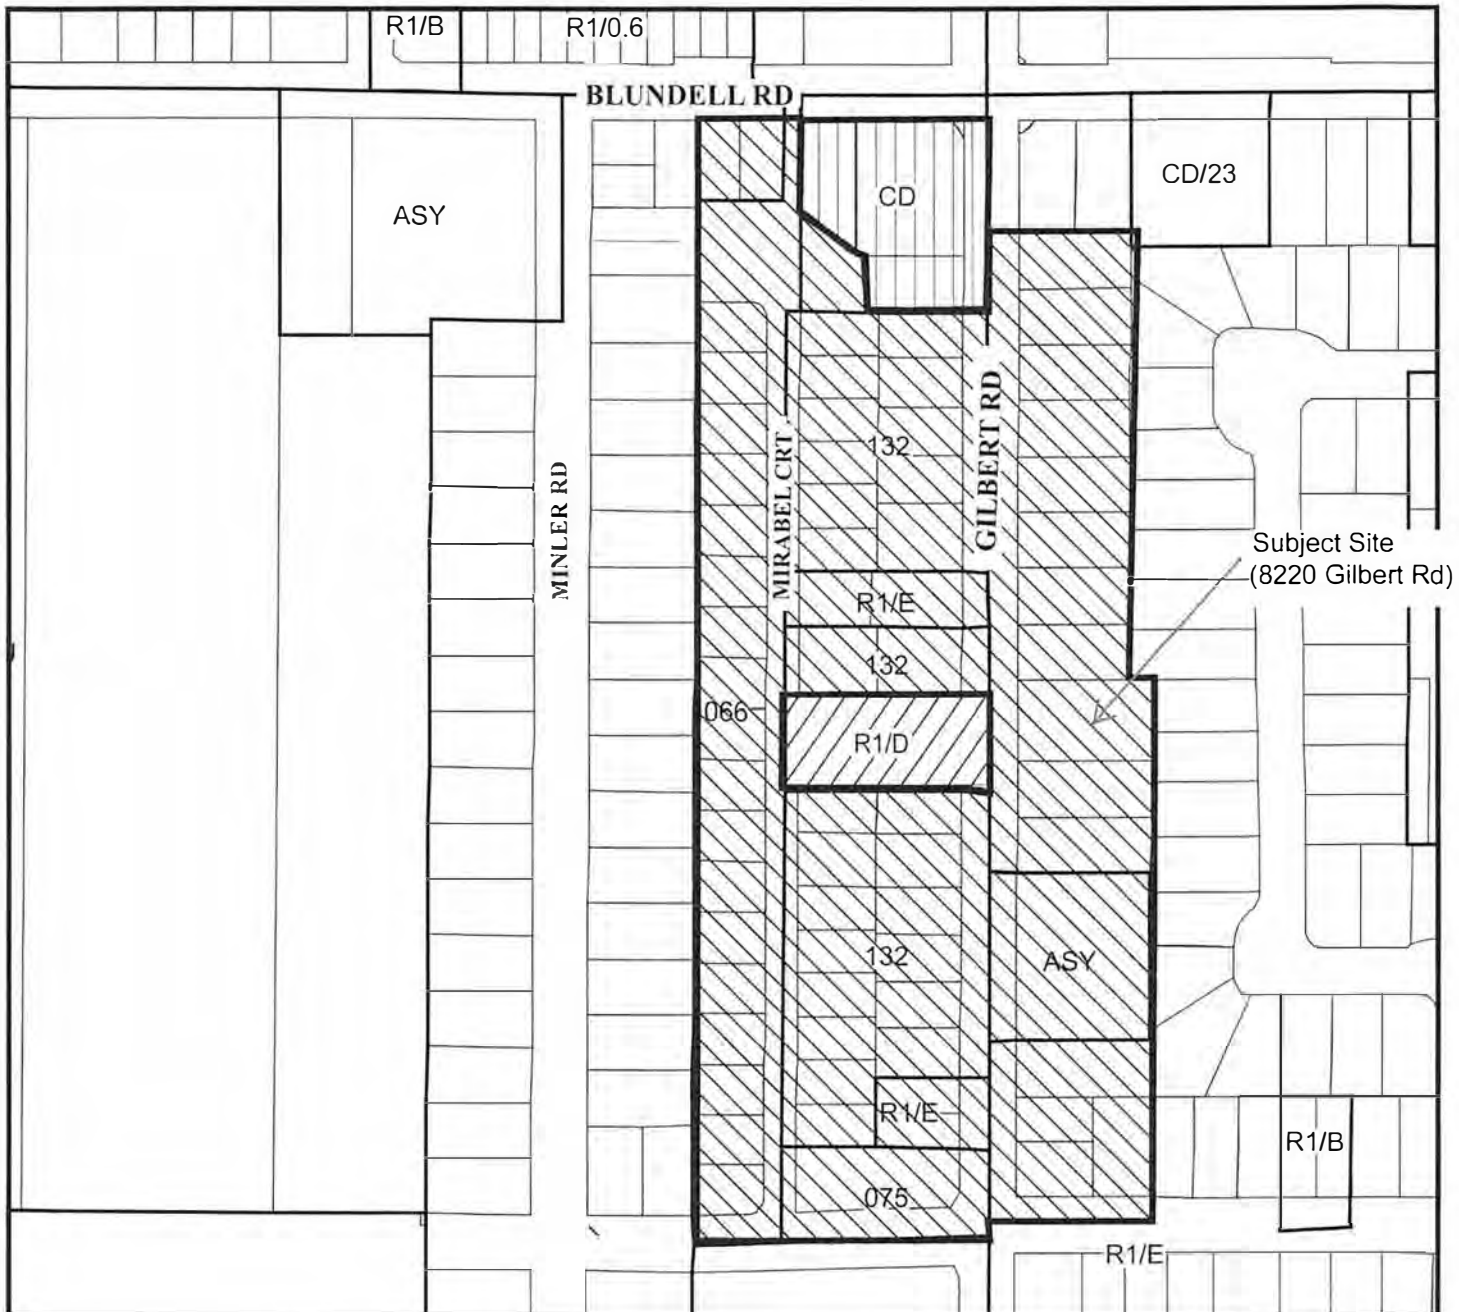 R1/B
R1/0.6
BLUNDELL RD
ASY
CD
CD/23
132
MIRABEL CRT
GILBERT RD
MINLER RD
Subject Site
(8220 Gilbert Rd)
R1/E
132
066
R1/D
132
ASY
R1/E
R1/B
075
R1/E